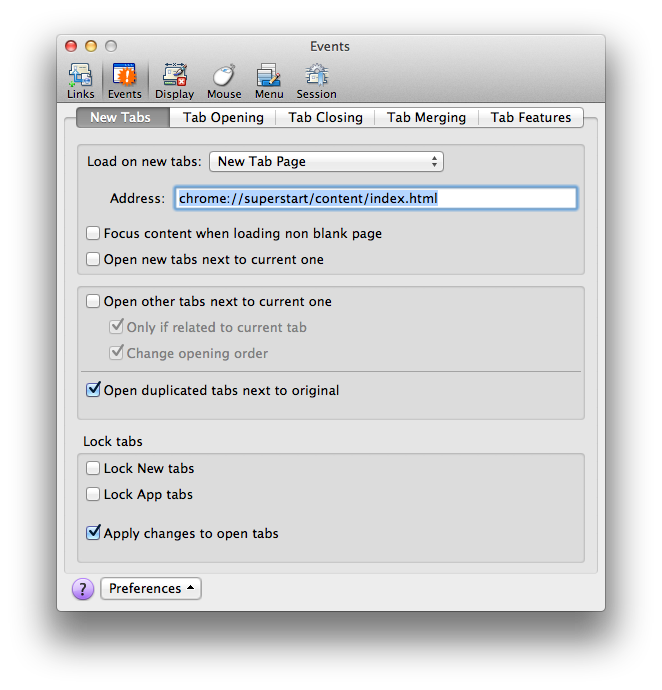 Events
Links Events Display Mouse Menu Session
New Tabs Tab Opening Tab Closing Tab Merging Tab Features
Load on new tabs: New Tab Page
Address: chrome://superstart/content/index.html
Focus content when loading non blank page
Open new tabs next to current one
Open other tabs next to current one
Only if related to current tab
Change opening order
Open duplicated tabs next to original
Lock tabs
Lock New tabs
Lock App tabs
Apply changes to open tabs
? Preferences